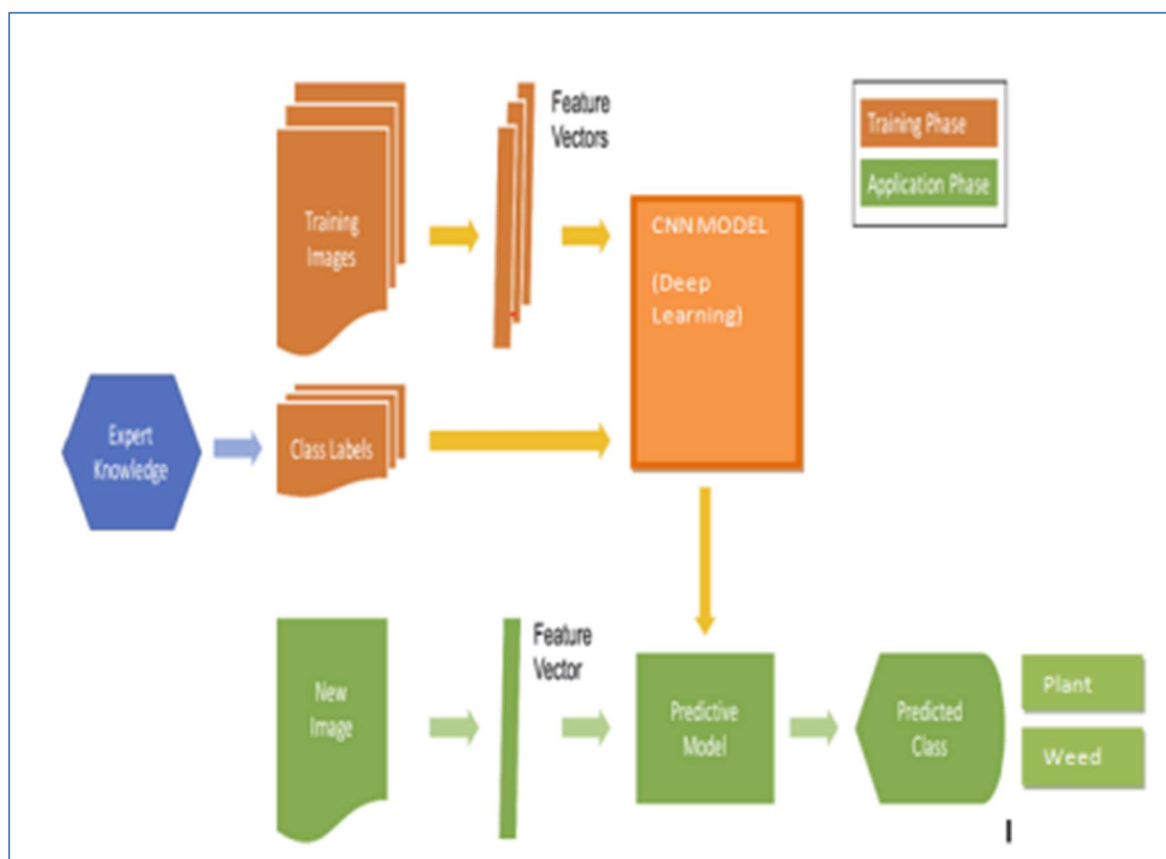 Feature
Vectors
Training Phase
Application Phase
Training
Images
CNN MODEL
(Deep
Learning)
Expert
Knowledge
Class Labels
New
Image
Feature
Vector
Predictive
Model
Predicted
Class
Plant
Weed